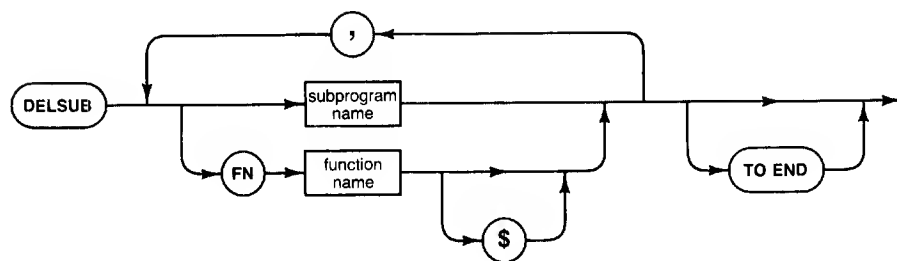 ,
DELSUB
subprogram
name
FN
function
name
$
TO END